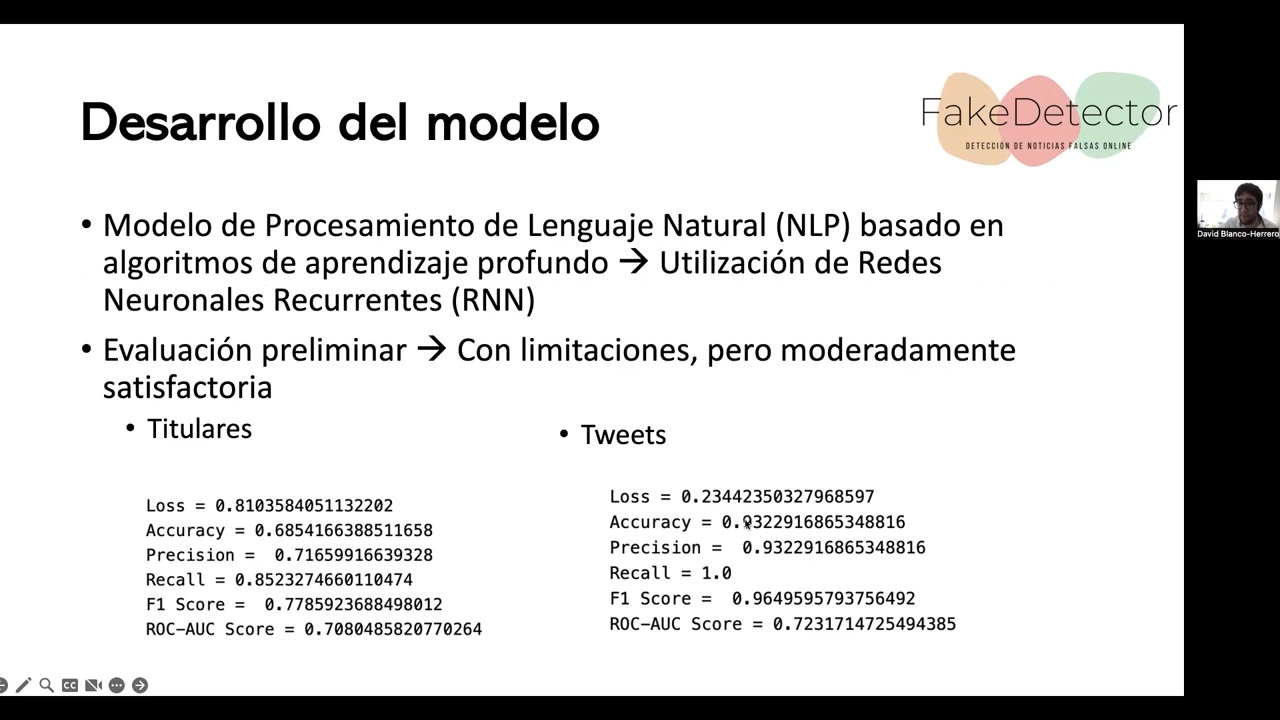 Desarrollo del modelo
FakeDetector
DETECCIÓN DE NOTICIAS FALSAS ONLINE
• Modelo de Procesamiento de Lenguaje Natural (NLP) basado en
algoritmos de aprendizaje profundo → Utilización de Redes
Neuronales Recurrentes (RNN)
• Evaluación preliminar → Con limitaciones, pero moderadamente
satisfactoria
• Titulares
Loss = 0.8103584051132202
Accuracy = 0.6854166388511658
Precision =  0.71659916639328
Recall = 0.8523274660110474
F1 Score =  0.7785923688498012
ROC-AUC Score = 0.7080485820770264
• Tweets
Loss = 0.23442350327968597
Accuracy = 0.9322916865348816
Precision =  0.9322916865348816
Recall = 1.0
F1 Score =  0.9649595793756492
ROC-AUC Score = 0.7231714725494385
David Blanco-Herrero
CC